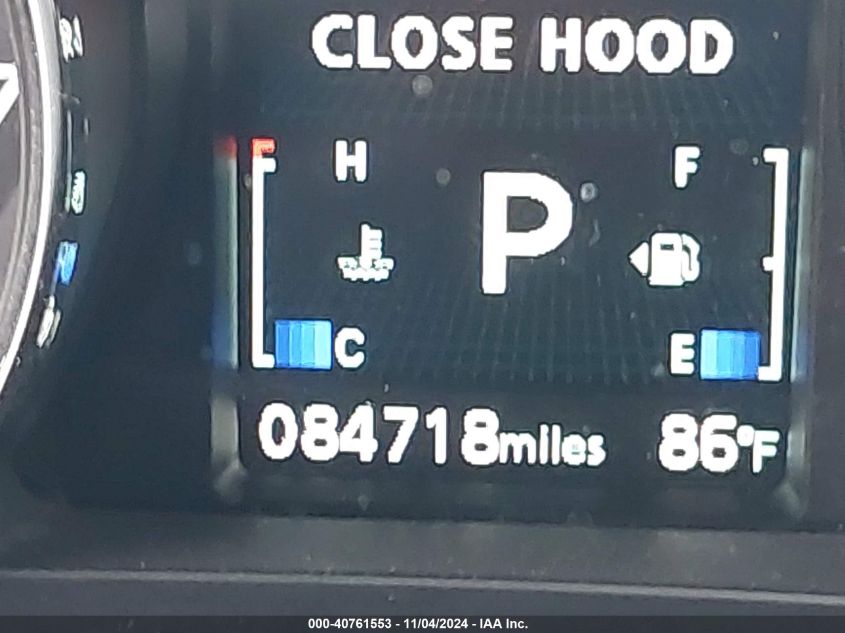 CLOSE HOOD
H P F
C E
084718miles 86°F
000-40761553 - 11/04/2024 - IAA Inc.